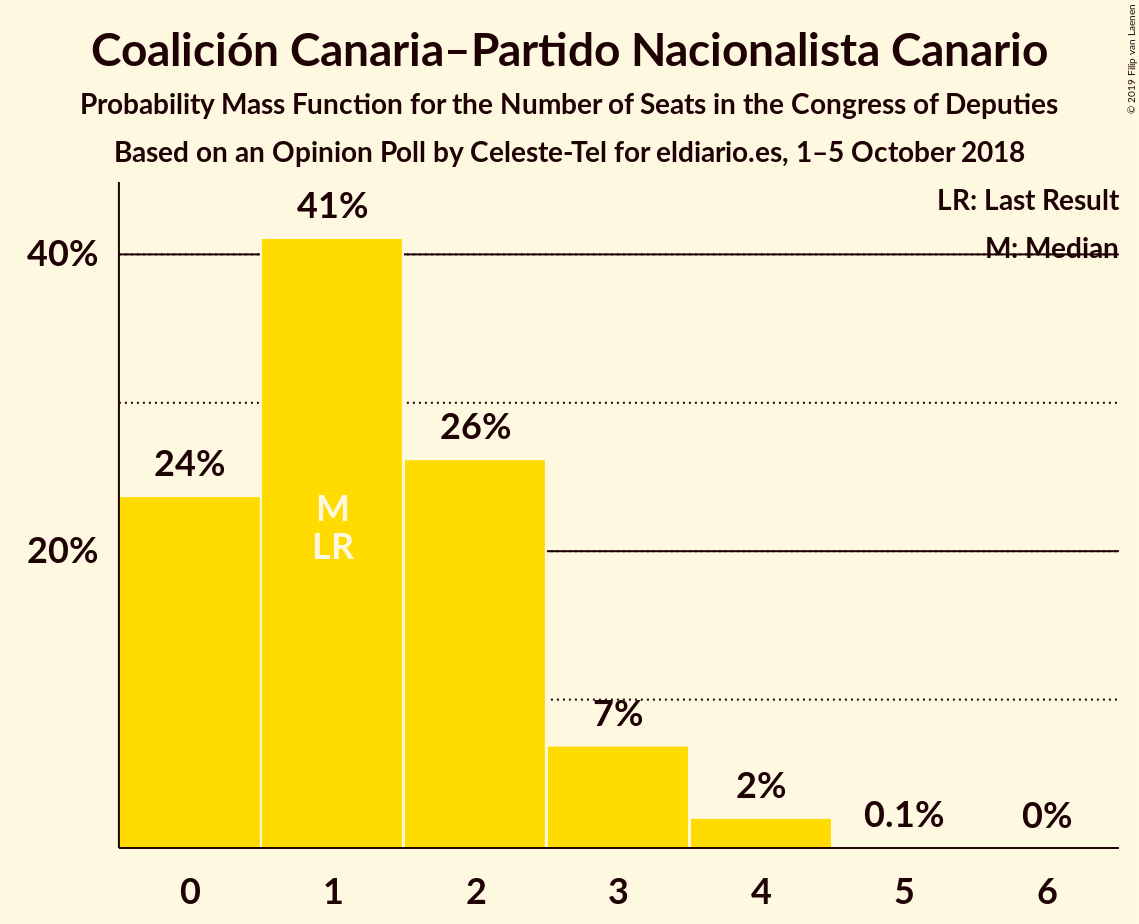 Coalición Canaria–Partido Nacionalista Canario
Probability Mass Function for the Number of Seats in the Congress of Deputies
Based on an Opinion Poll by Celeste-Tel for eldiario.es, 1–5 October 2018
© 2019 Filip van Laenen
LR: Last Result
M: Median
41%
40%
26%
24%
M
LR
20%
7%
2%
0.1%
0%
0 1 2 3 4 5 6